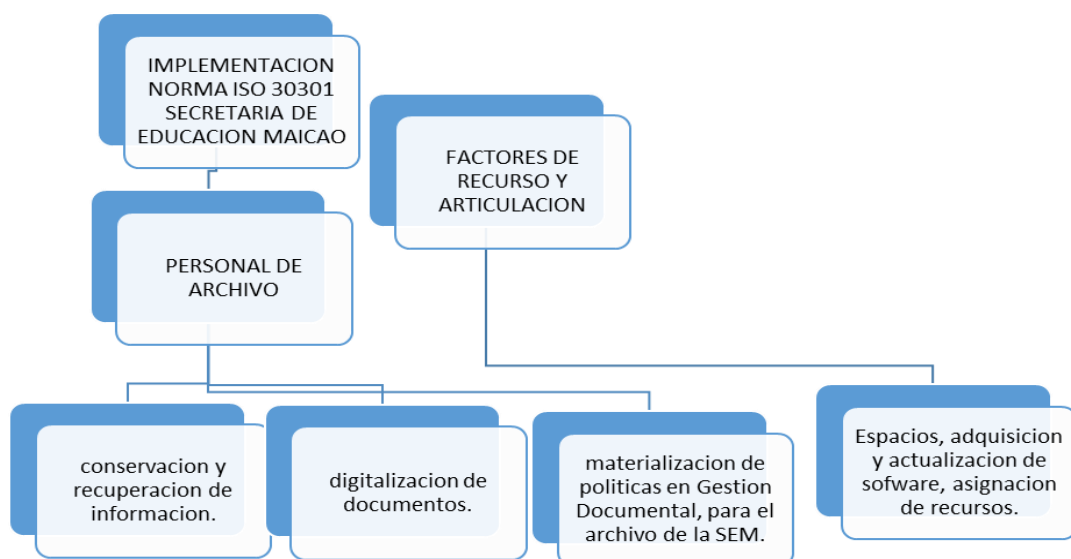 IMPLEMENTACION
NORMA ISO 30301
SECRETARIA DE
EDUCACION MAICAO
FACTORES DE
RECURSO Y
ARTICULACION
PERSONAL DE
ARCHIVO
conservacion y
recuperacion de
informacion.
digitalizacion de
documentos.
materializacion de
politicas en Gestion
Documental, para el
archivo de la SEM.
Espacios, adquisicion
y actualizacion de
sofware, asignacion
de recursos.